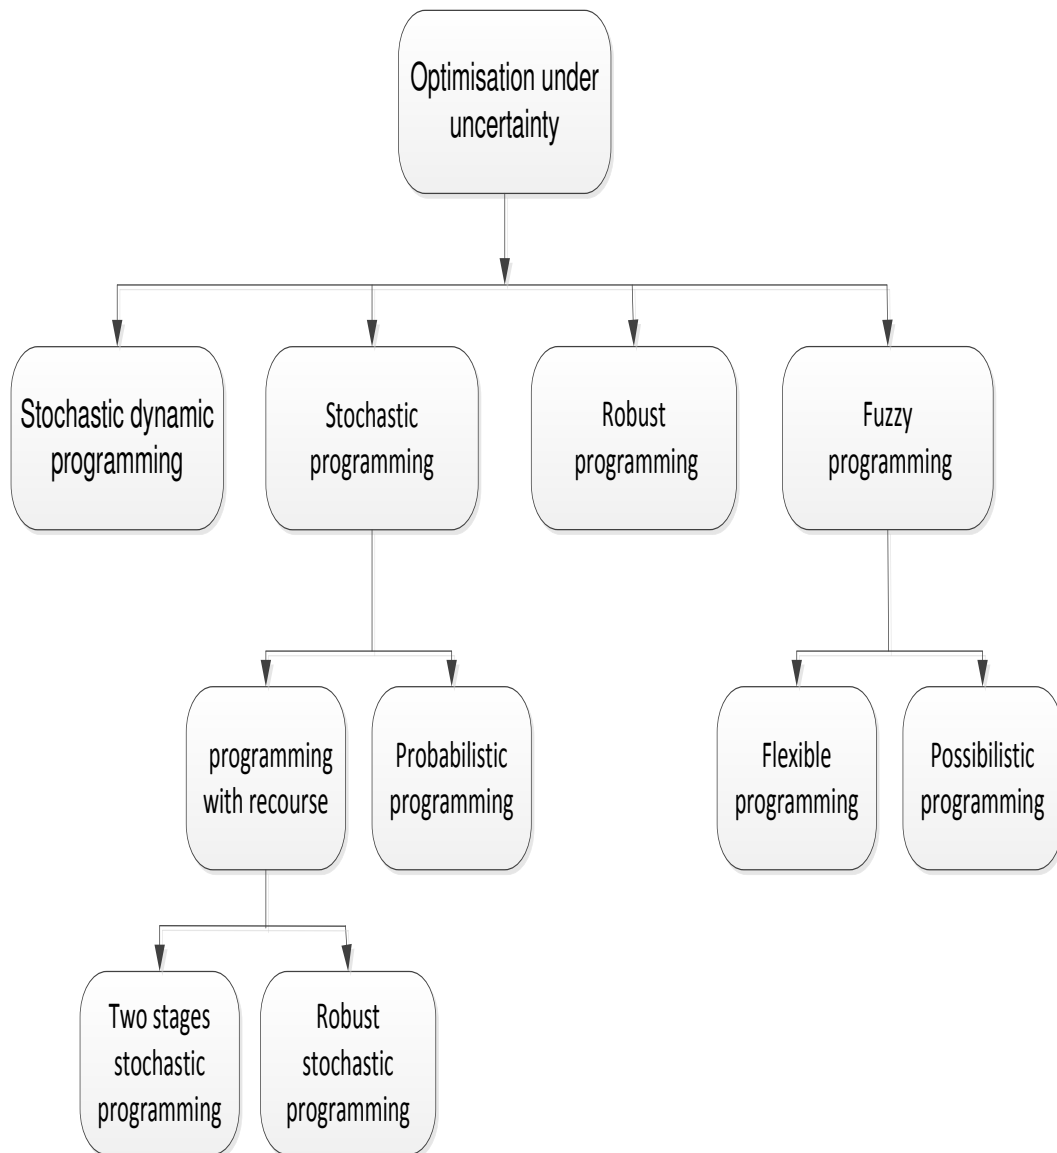 Optimisation under
uncertainty
Stochastic dynamic
programming
Stochastic
programming
Robust
programming
Fuzzy
programming
programming
with recourse
Probabilistic
programming
Flexible
programming
Possibilistic
programming
Two stages
stochastic
programming
Robust
stochastic
programming